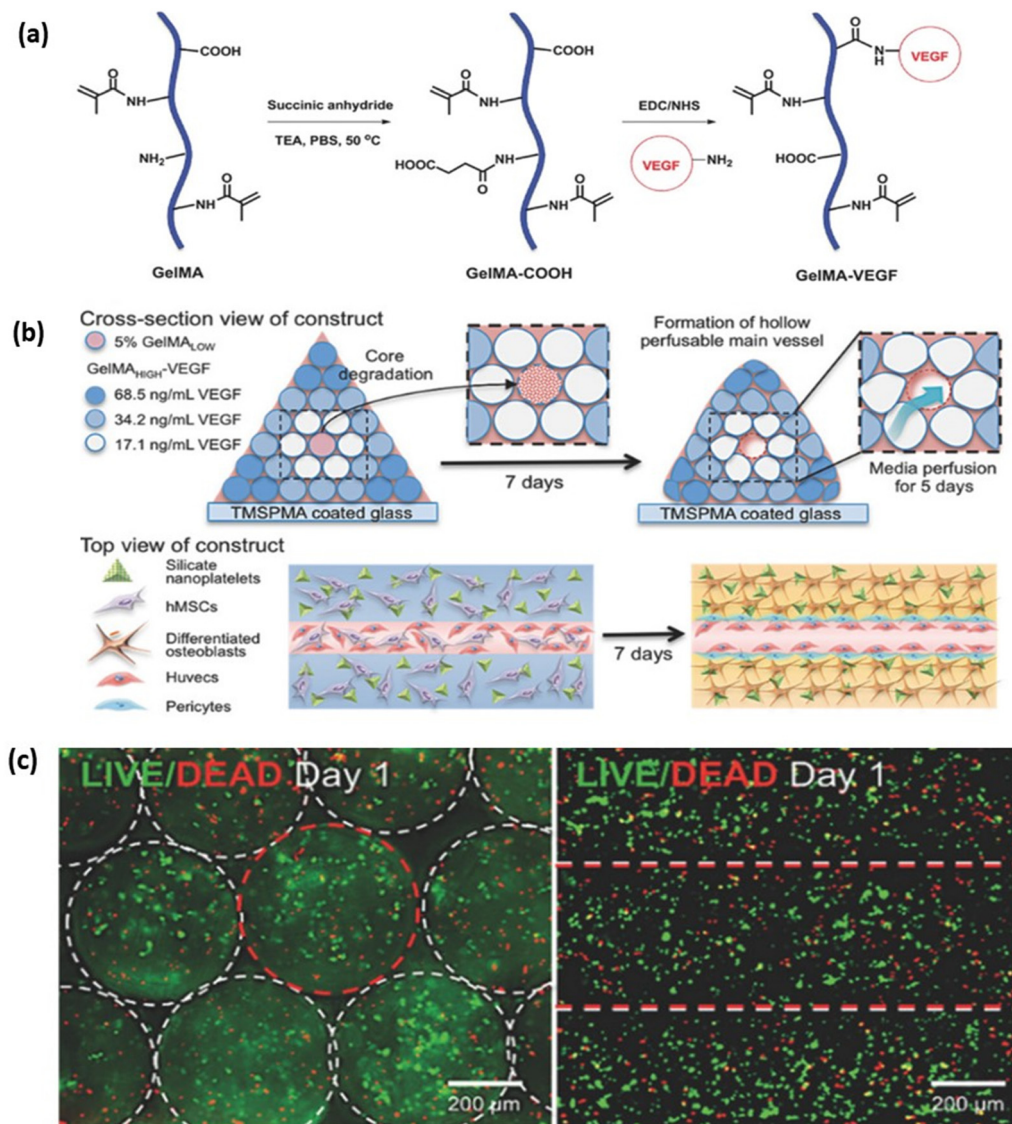 (a)
COOH
O
NH
NH₂
O
NH
GelMA
Succinic anhydride
TEA, PBS, 50 °C
COOH
O
NH
HOOC
NH
O
O
NH
GelMA-COOH
EDC/NHS
VEGF
NH₂
O
N
H
VEGF
O
NH
HOOC
O
NH
GelMA-VEGF
(b)
Cross-section view of construct
5% GelMA_LOW
GelMA_HIGH-VEGF
68.5 ng/mL VEGF
34.2 ng/mL VEGF
17.1 ng/mL VEGF
Core
degradation
TMSPMA coated glass
7 days
Formation of hollow
perfusable main vessel
TMSPMA coated glass
Media perfusion
for 5 days
Top view of construct
Silicate
nanoplatelets
hMSCs
Differentiated
osteoblasts
Huvecs
Pericytes
7 days
(c)
LIVE/DEAD Day 1
200 µm
LIVE/DEAD Day 1
200 µm